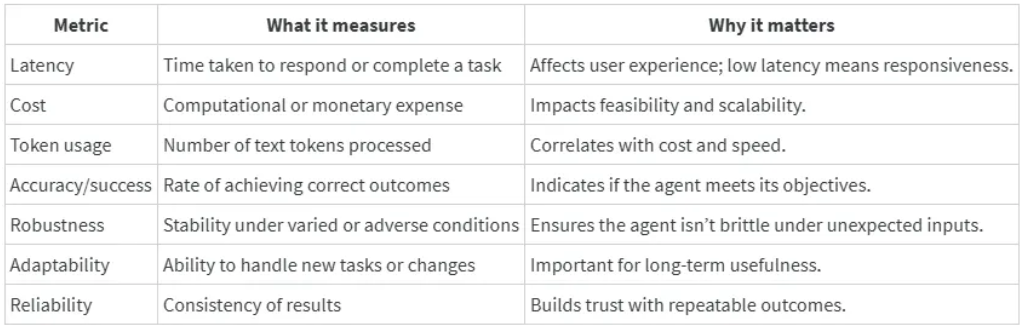 Metric What it measures Why it matters
Latency Time taken to respond or complete a task Affects user experience; low latency means responsiveness.
Cost Computational or monetary expense Impacts feasibility and scalability.
Token usage Number of text tokens processed Correlates with cost and speed.
Accuracy/success Rate of achieving correct outcomes Indicates if the agent meets its objectives.
Robustness Stability under varied or adverse conditions Ensures the agent isn’t brittle under unexpected inputs.
Adaptability Ability to handle new tasks or changes Important for long-term usefulness.
Reliability Consistency of results Builds trust with repeatable outcomes.